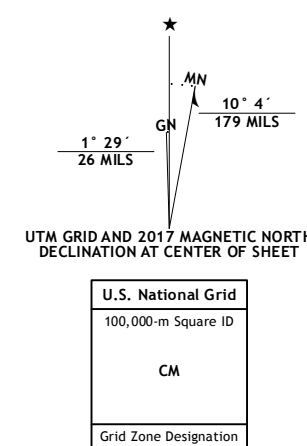 ★
MN
GN
10° 4´
179 MILS
1° 29´
26 MILS
UTM GRID AND 2017 MAGNETIC NORTH
DECLINATION AT CENTER OF SHEET
U.S. National Grid
100,000-m Square ID
CM
Grid Zone Designation